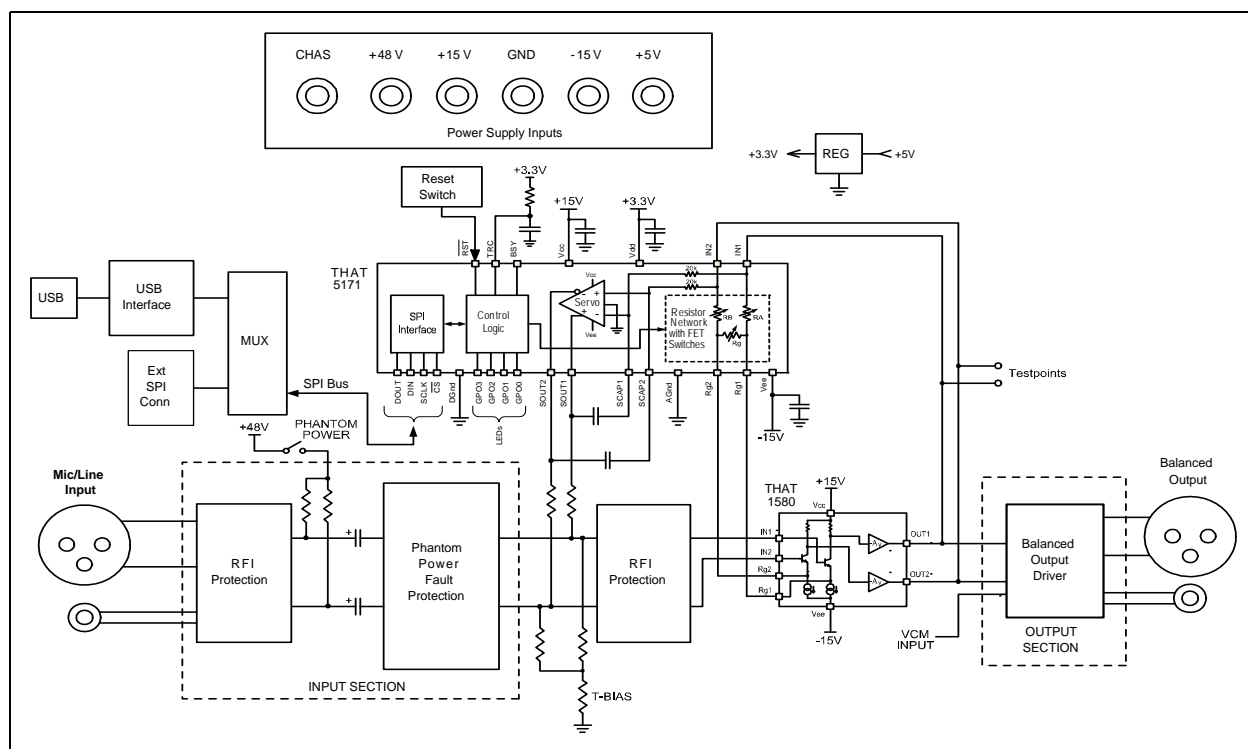 CHAS +48 V +15 V GND -15 V +5V
Power Supply Inputs
+3.3V REG +5V
Reset
Switch
+3.3V
+15V
+3.3V
RST
TRC
BSY
Vcc
Vdd
IN2
IN1
THAT
5171
20k
20k
USB
USB
Interface
MUX
Ext
SPI
Conn
SPI Bus
SPI
Interface
Control
Logic
Vcc
Servo
Vee
Resistor
Network
with FET
Switches
RB
RA
Rg
DOUT
DIN
SCLK
CS
DGnd
GPO3
GPO2
GPO1
GPO0
LEDs
SOUT2
SOUT1
SCAP1
SCAP2
AGnd
Rg2
Rg1
Vee
-15V
Testpoints
+48V
PHANTOM
POWER
Mic/Line
Input
RFI
Protection
+
+
Phantom
Power
Fault
Protection
INPUT SECTION
RFI
Protection
T-BIAS
THAT
1580
+15V
Vcc
IN1
IN2
Rg2
Rg1
-Av
-Av
OUT1
OUT2
Vee
-15V
VCM
INPUT
Balanced
Output
Driver
OUTPUT
SECTION
Balanced
Output